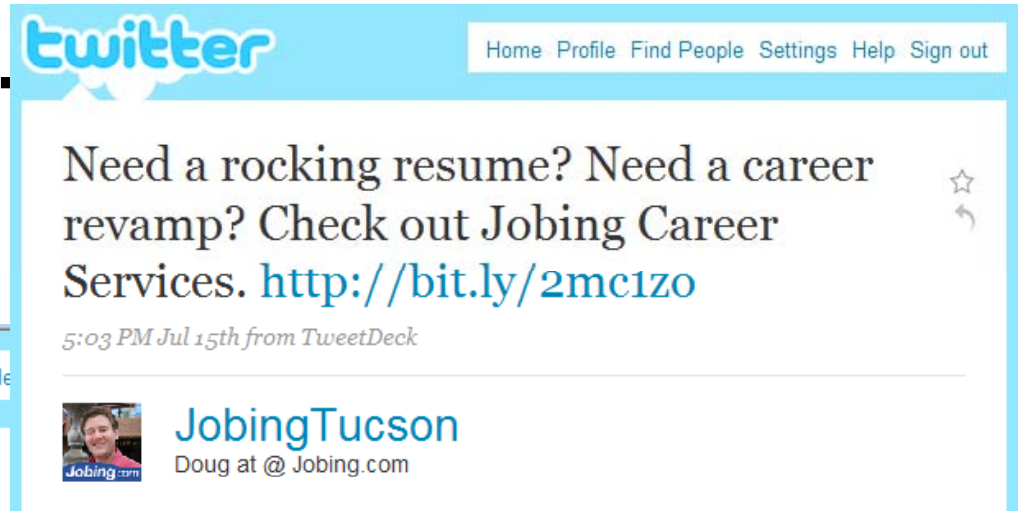 twitter
Home Profile Find People Settings Help Sign out
Need a rocking resume? Need a career
revamp? Check out Jobing Career
Services. http://bit.ly/2mc1zo
5:03 PM Jul 15th from TweetDeck
JobingTucson
Doug at @ Jobing.com
Jobing.com